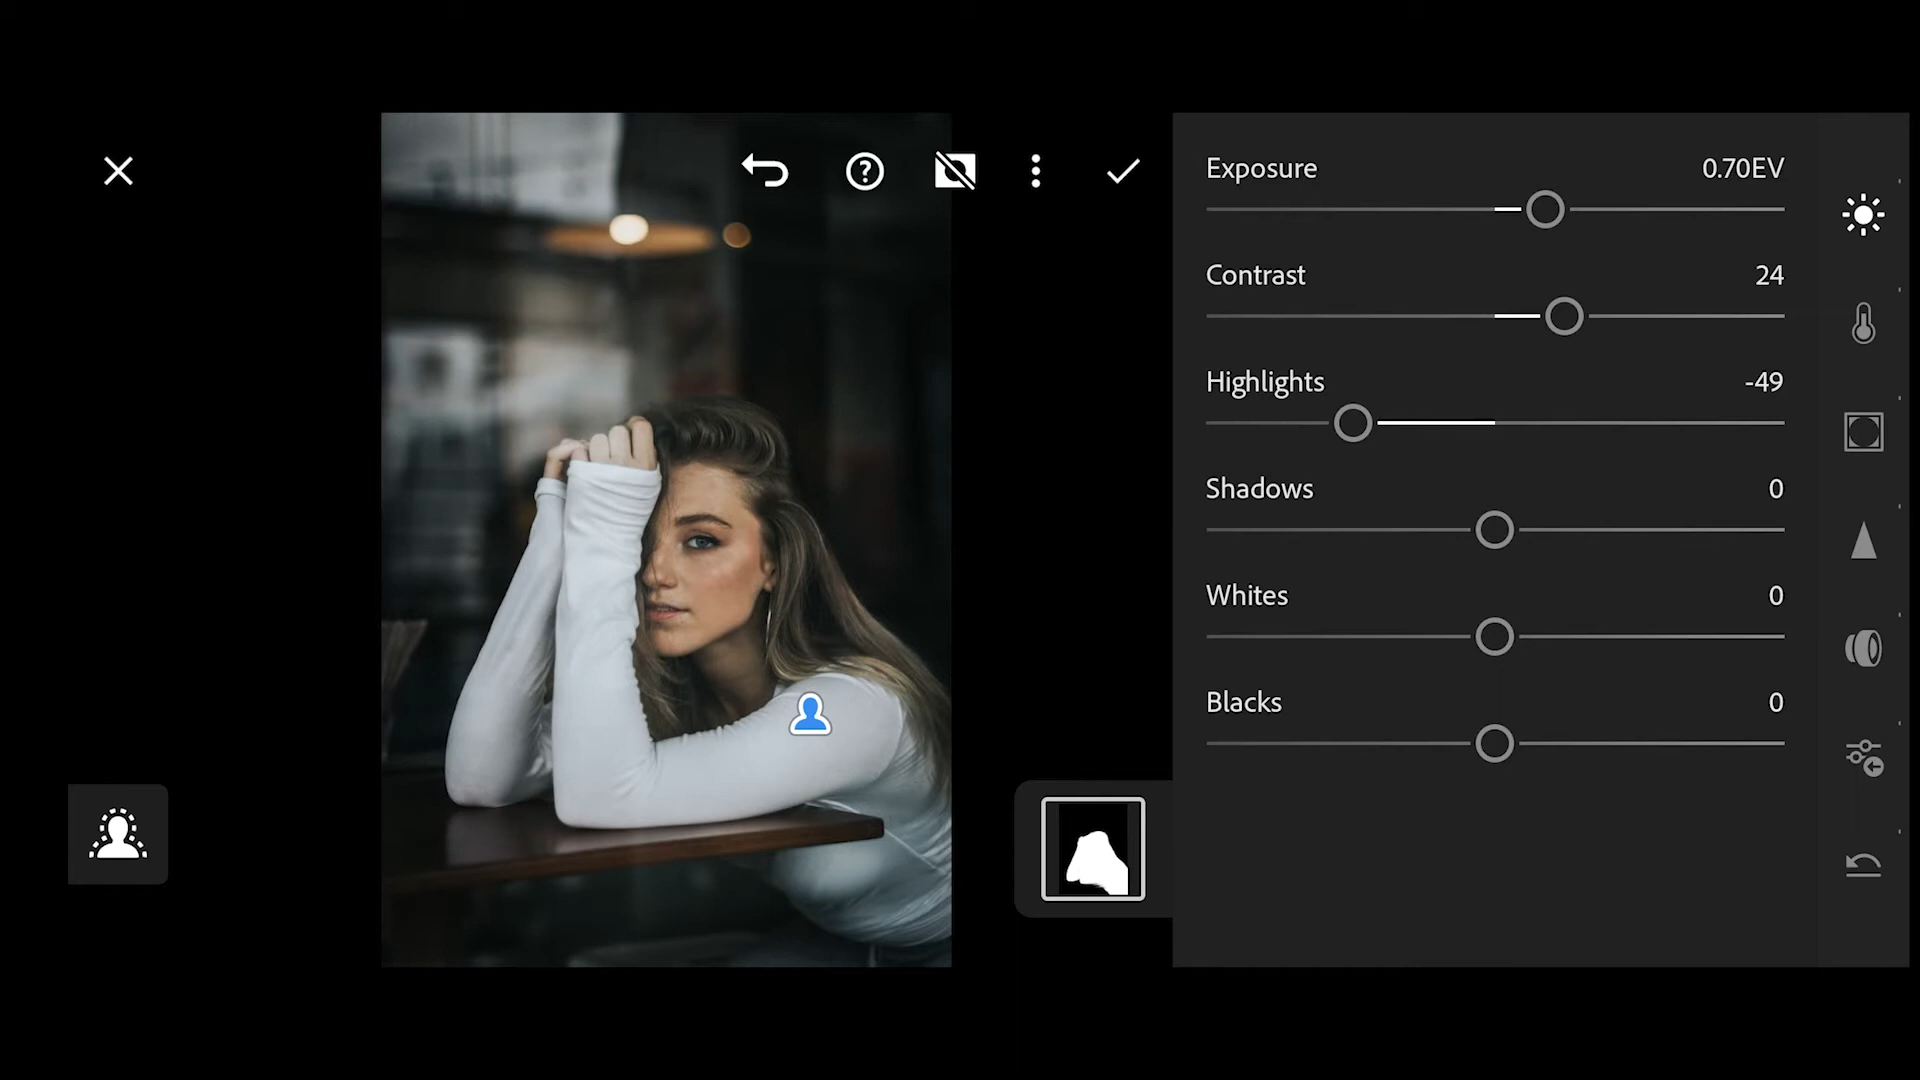 Exposure 0.70EV
Contrast 24
Highlights -49
Shadows 0
Whites 0
Blacks 0